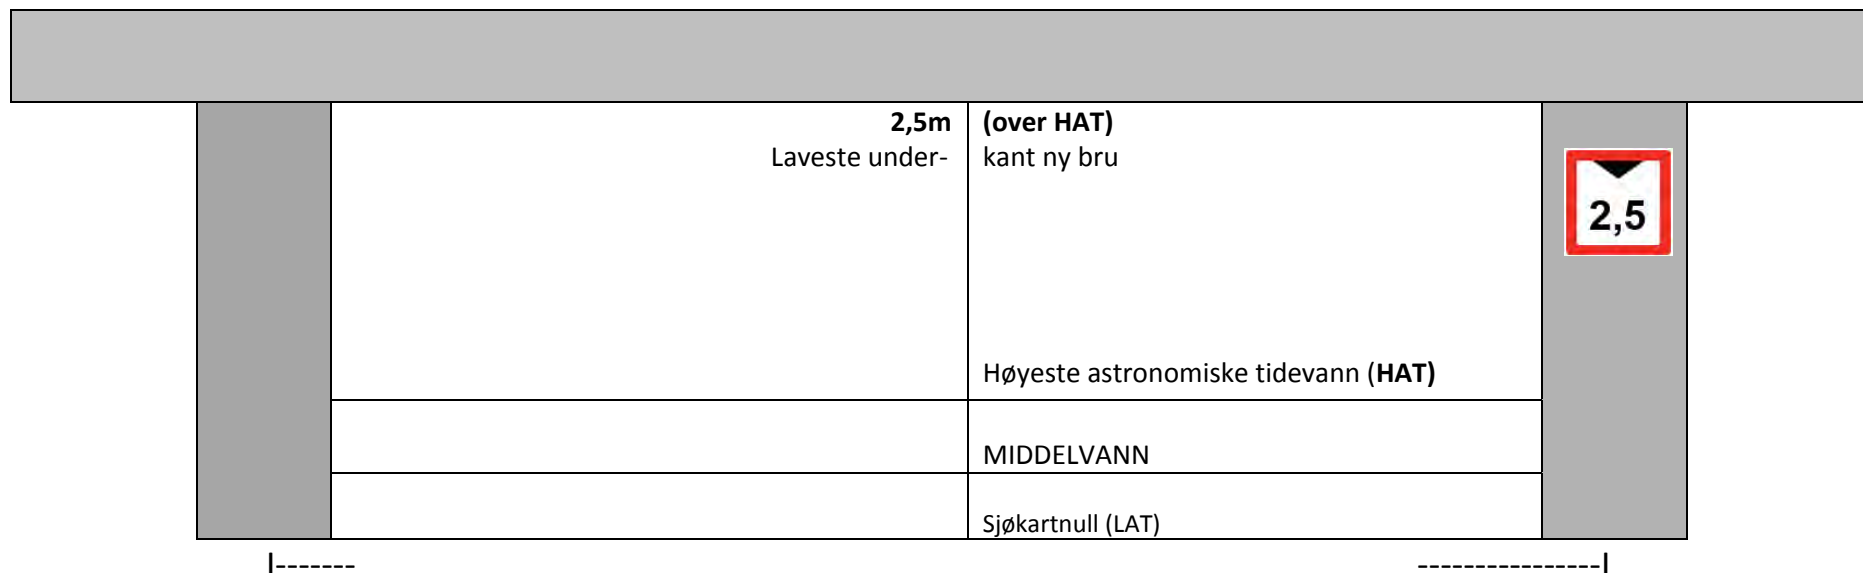 2,5m (over HAT)
Laveste under- kant ny bru
2,5
Høyeste astronomiske tidevann (HAT)
MIDDELVANN
Sjøkartnull (LAT)
|------- ----------------|